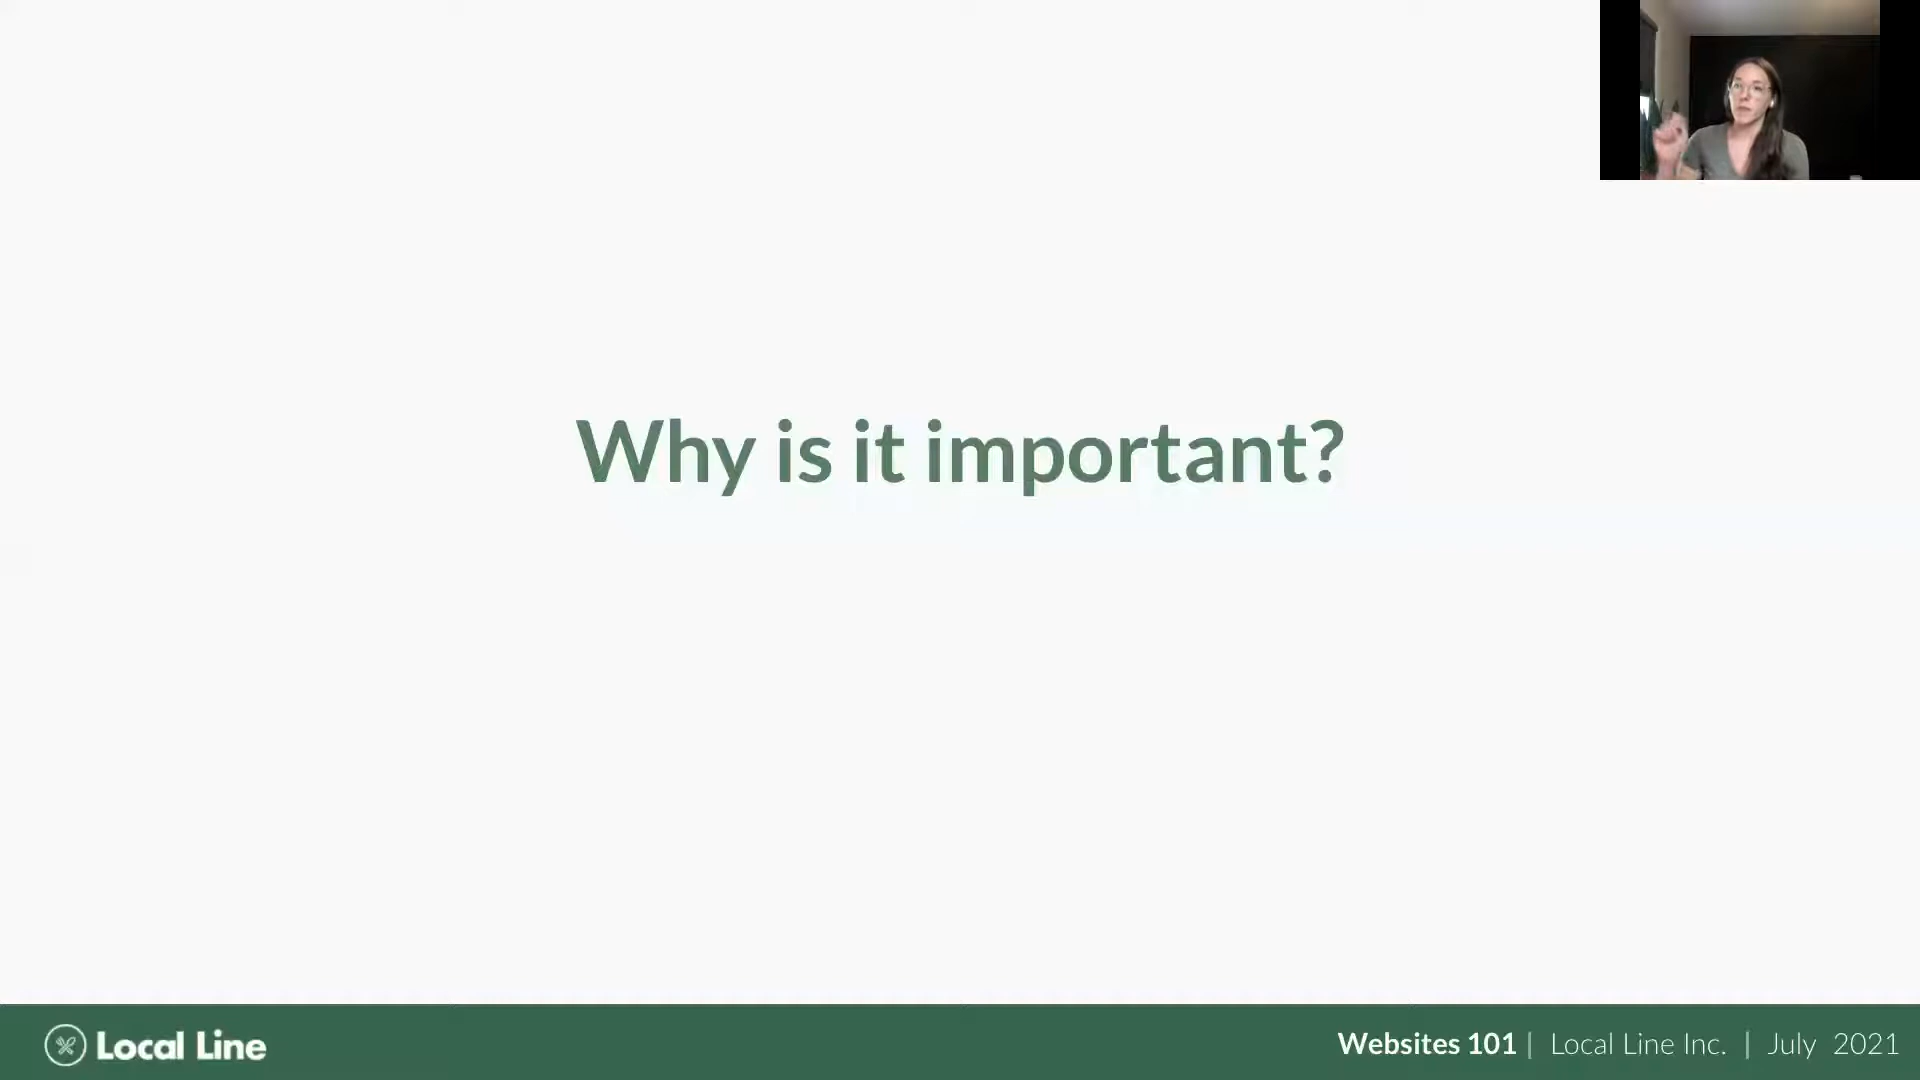 Why is it important?
Local Line
Websites 101 | Local Line Inc. | July 2021